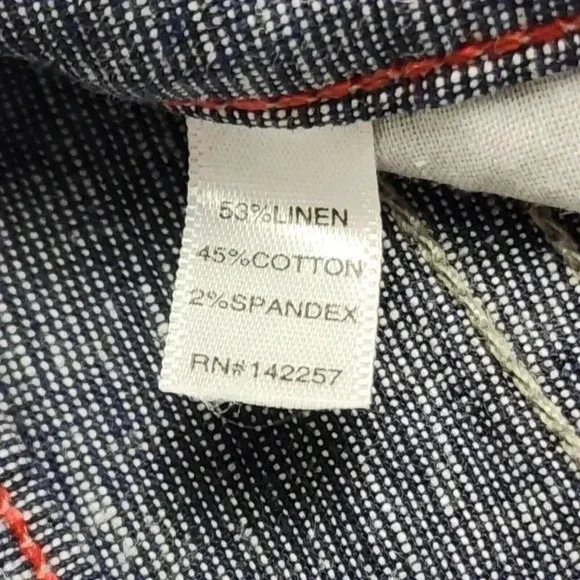 53%LINEN
45%COTTON
2%SPANDEX
RN#142257